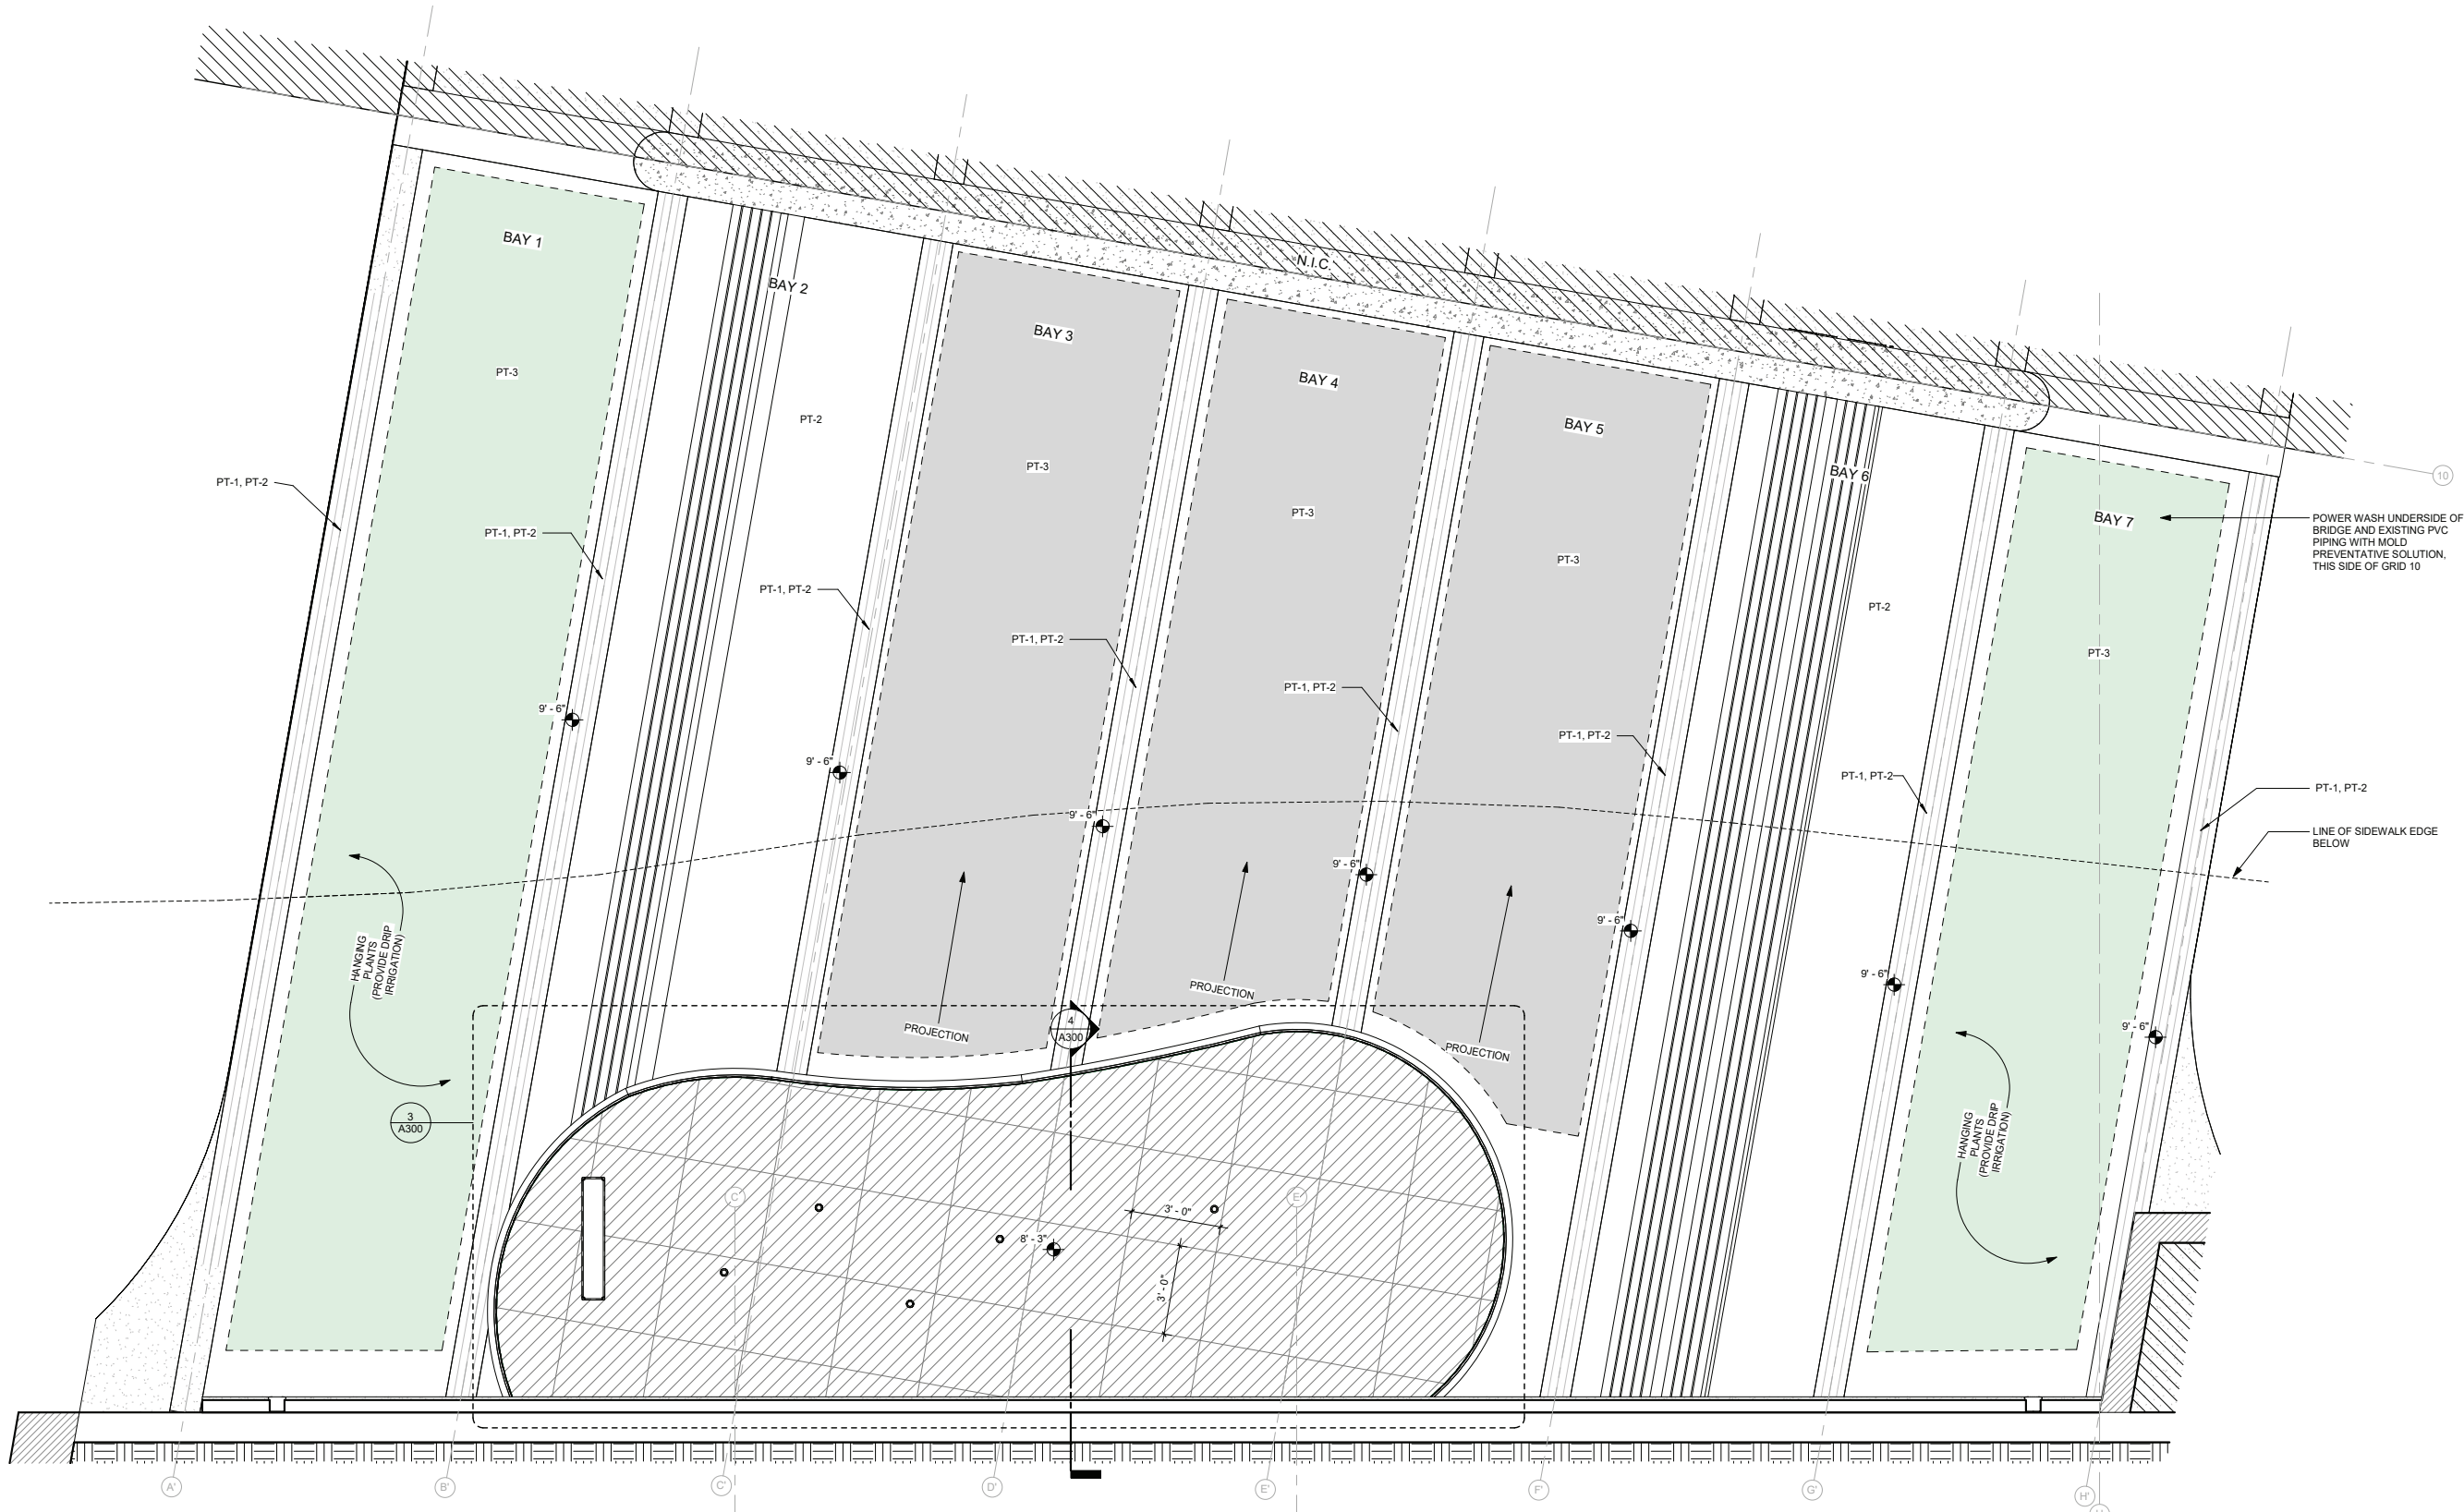 BAY 1
BAY 2
N.I.C.
BAY 3
BAY 4
BAY 5
BAY 6
BAY 7
10
PT-3
PT-2
PT-3
PT-3
PT-3
PT-2
PT-3
POWER WASH UNDERSIDE OF
BRIDGE AND EXISTING PVC
PIPING WITH MOLD
PREVENTATIVE SOLUTION,
THIS SIDE OF GRID 10
PT-1, PT-2
PT-1, PT-2
PT-1, PT-2
PT-1, PT-2
PT-1, PT-2
PT-1, PT-2
PT-1, PT-2
PT-1, PT-2
LINE OF SIDEWALK EDGE
BELOW
9' - 6"
9' - 6"
9' - 6"
9' - 6"
9' - 6"
9' - 6"
9' - 6"
HANGING
PLANTS
(PROVIDE DRIP
IRRIGATION)
PROJECTION
PROJECTION
PROJECTION
HANGING
PLANTS
(PROVIDE DRIP
IRRIGATION)
4
A300
3
A300
C
E
3' - 0"
8' - 3"
3' - 0"
A'
B'
C'
D'
E'
F'
G'
H'